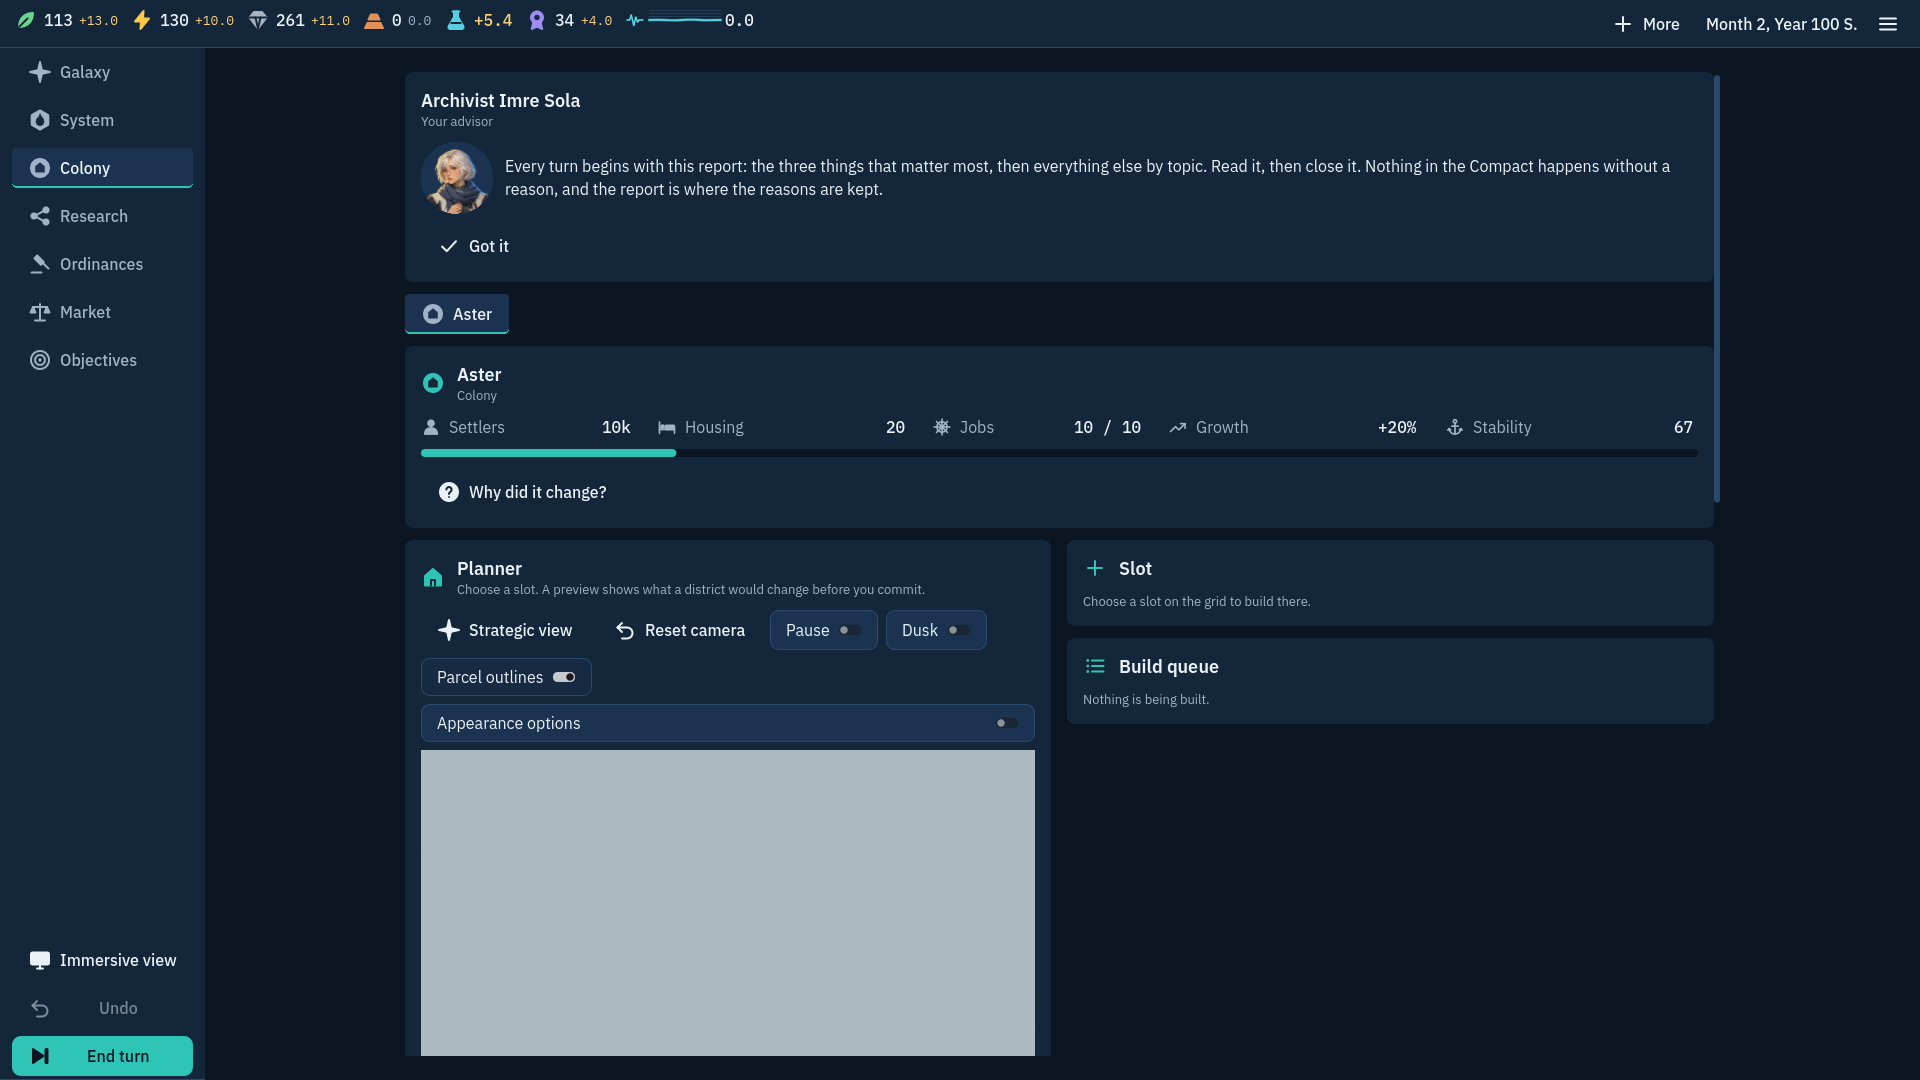 113 +13.0 130 +10.0 261 +11.0 0 0.0 +5.4 34 +4.0 0.0 More Month 2, Year 100 S.
Galaxy
System
Colony
Research
Ordinances
Market
Objectives
Immersive view
Undo
End turn
Archivist Imre Sola
Your advisor
Every turn begins with this report: the three things that matter most, then everything else by topic. Read it, then close it. Nothing in the Compact happens without a
reason, and the report is where the reasons are kept.
Got it
Aster
Aster
Colony
Settlers 10k Housing 20 Jobs 10 / 10 Growth +20% Stability 67
Why did it change?
Planner
Choose a slot. A preview shows what a district would change before you commit.
Strategic view Reset camera Pause Dusk
Parcel outlines
Appearance options
Slot
Choose a slot on the grid to build there.
Build queue
Nothing is being built.